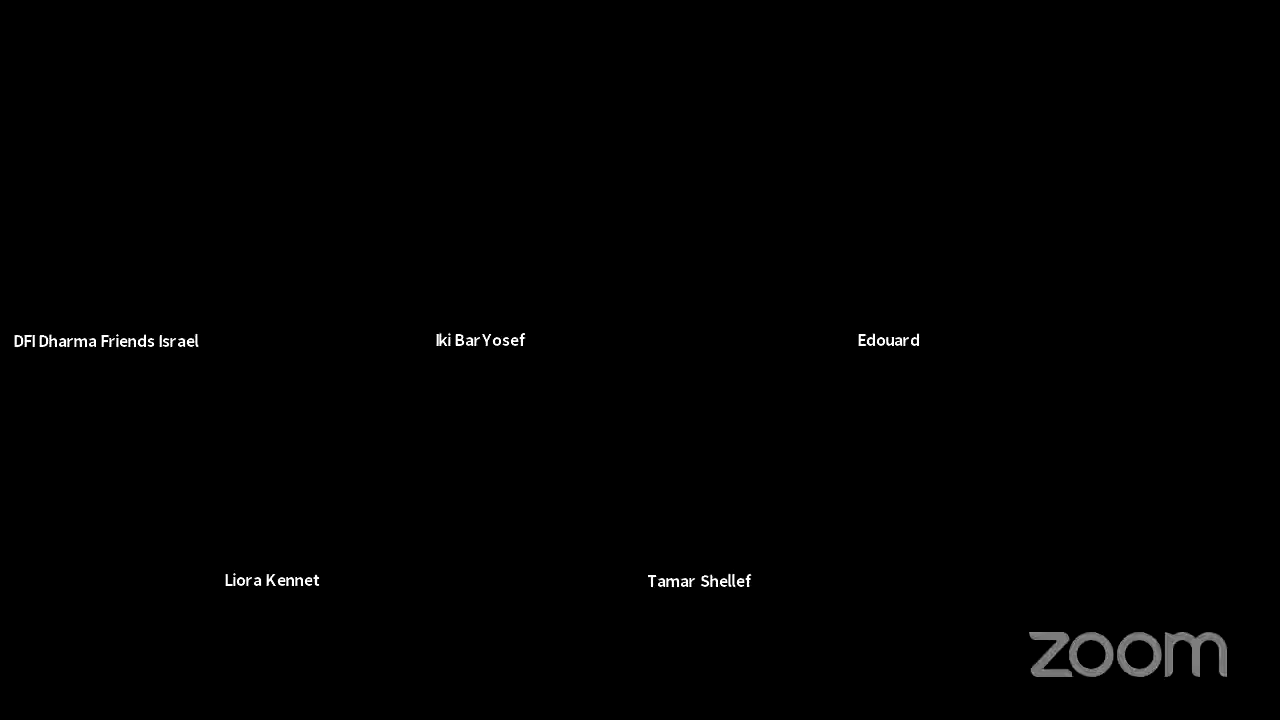 DFI Dharma Friends Israel
Iki Bar Yosef
Edouard
Liora Kennet
Tamar Shellef
zoom